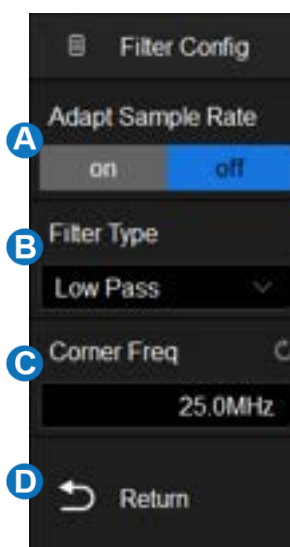 Filter Config
Adapt Sample Rate
A
on off
B
Filter Type
Low Pass
C
Corner Freq
25.0MHz
D
Return